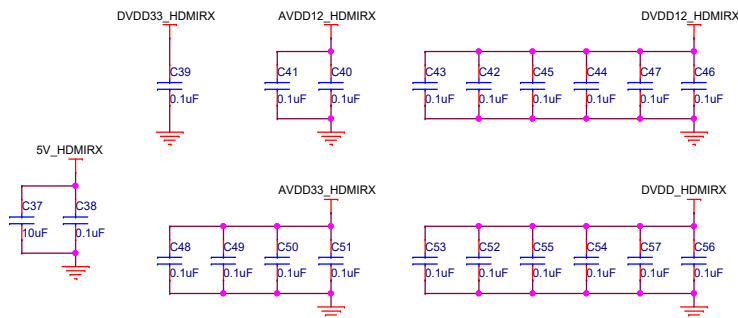 DVDD33_HDMIRX AVDD12_HDMIRX DVDD12_HDMIRX
C39 C41 C40 C43 C42 C45 C44 C47 C46
0.1uF 0.1uF 0.1uF 0.1uF 0.1uF 0.1uF 0.1uF 0.1uF 0.1uF
5V_HDMIRX
AVDD33_HDMIRX DVDD_HDMIRX
C37 C38
10uF 0.1uF
C48 C49 C50 C51 C53 C52 C55 C54 C57 C56
0.1uF 0.1uF 0.1uF 0.1uF 0.1uF 0.1uF 0.1uF 0.1uF 0.1uF 0.1uF